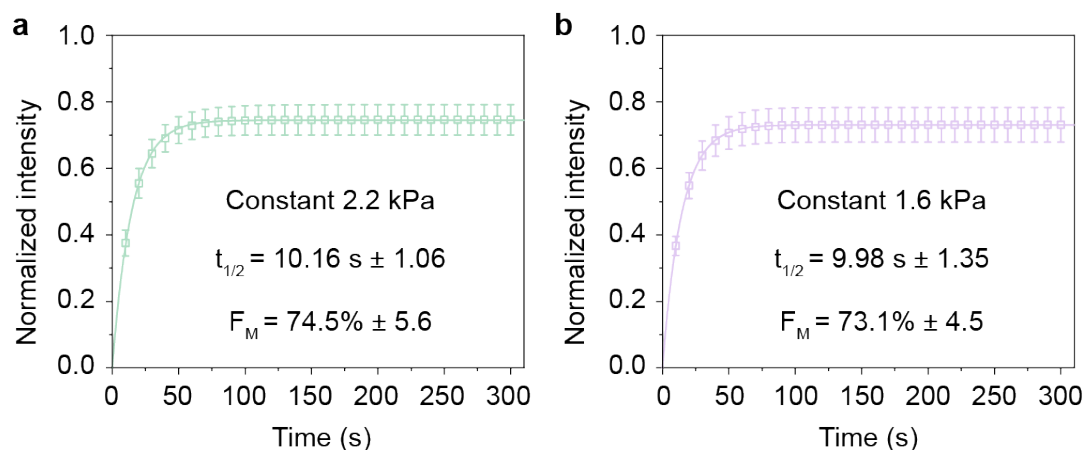 a
1.0
0.8
0.6
0.4
0.2
0.0
Normalized intensity
Constant 2.2 kPa
t1/2 = 10.16 s ± 1.06
FM = 74.5% ± 5.6
0 50 100 150 200 250 300
Time (s)
b
1.0
0.8
0.6
0.4
0.2
0.0
Normalized intensity
Constant 1.6 kPa
t1/2 = 9.98 s ± 1.35
FM = 73.1% ± 4.5
0 50 100 150 200 250 300
Time (s)